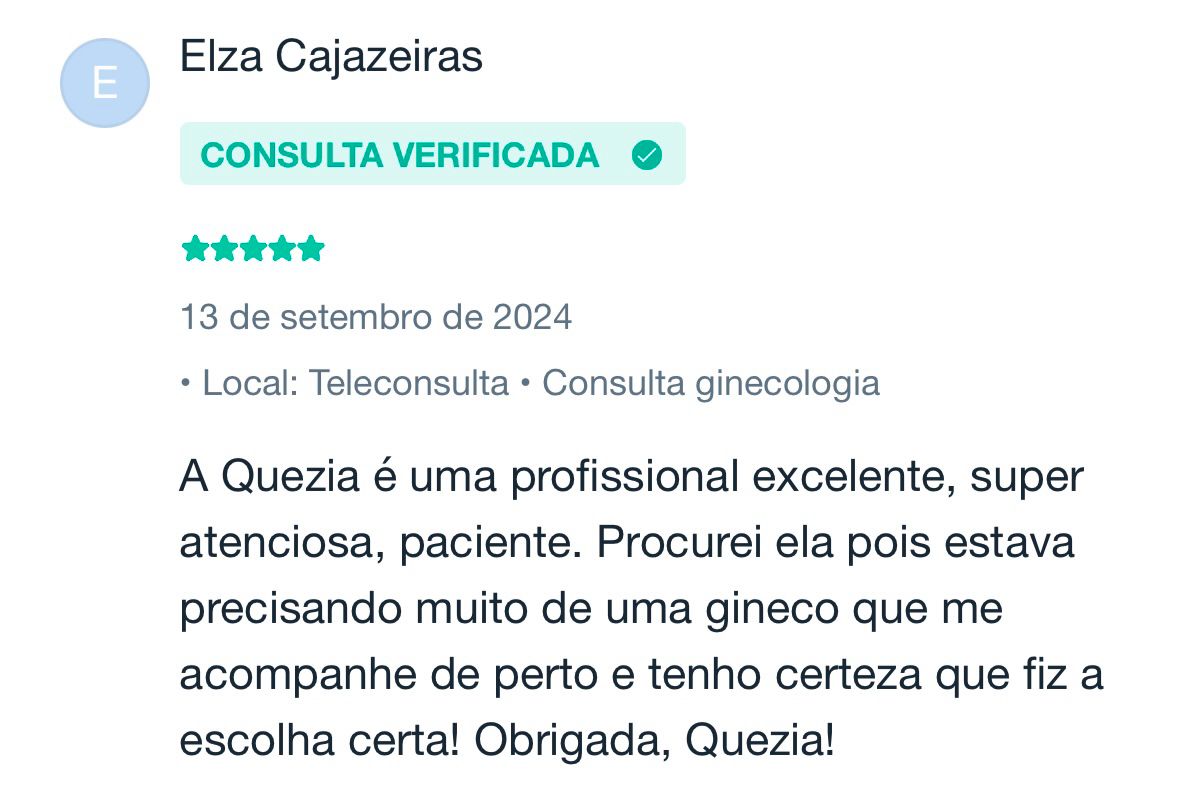 E
Elza Cajazeiras
CONSULTA VERIFICADA
13 de setembro de 2024
• Local: Teleconsulta • Consulta ginecologia
A Quezia é uma profissional excelente, super
atenciosa, paciente. Procurei ela pois estava
precisando muito de uma gineco que me
acompanhe de perto e tenho certeza que fiz a
escolha certa! Obrigada, Quezia!